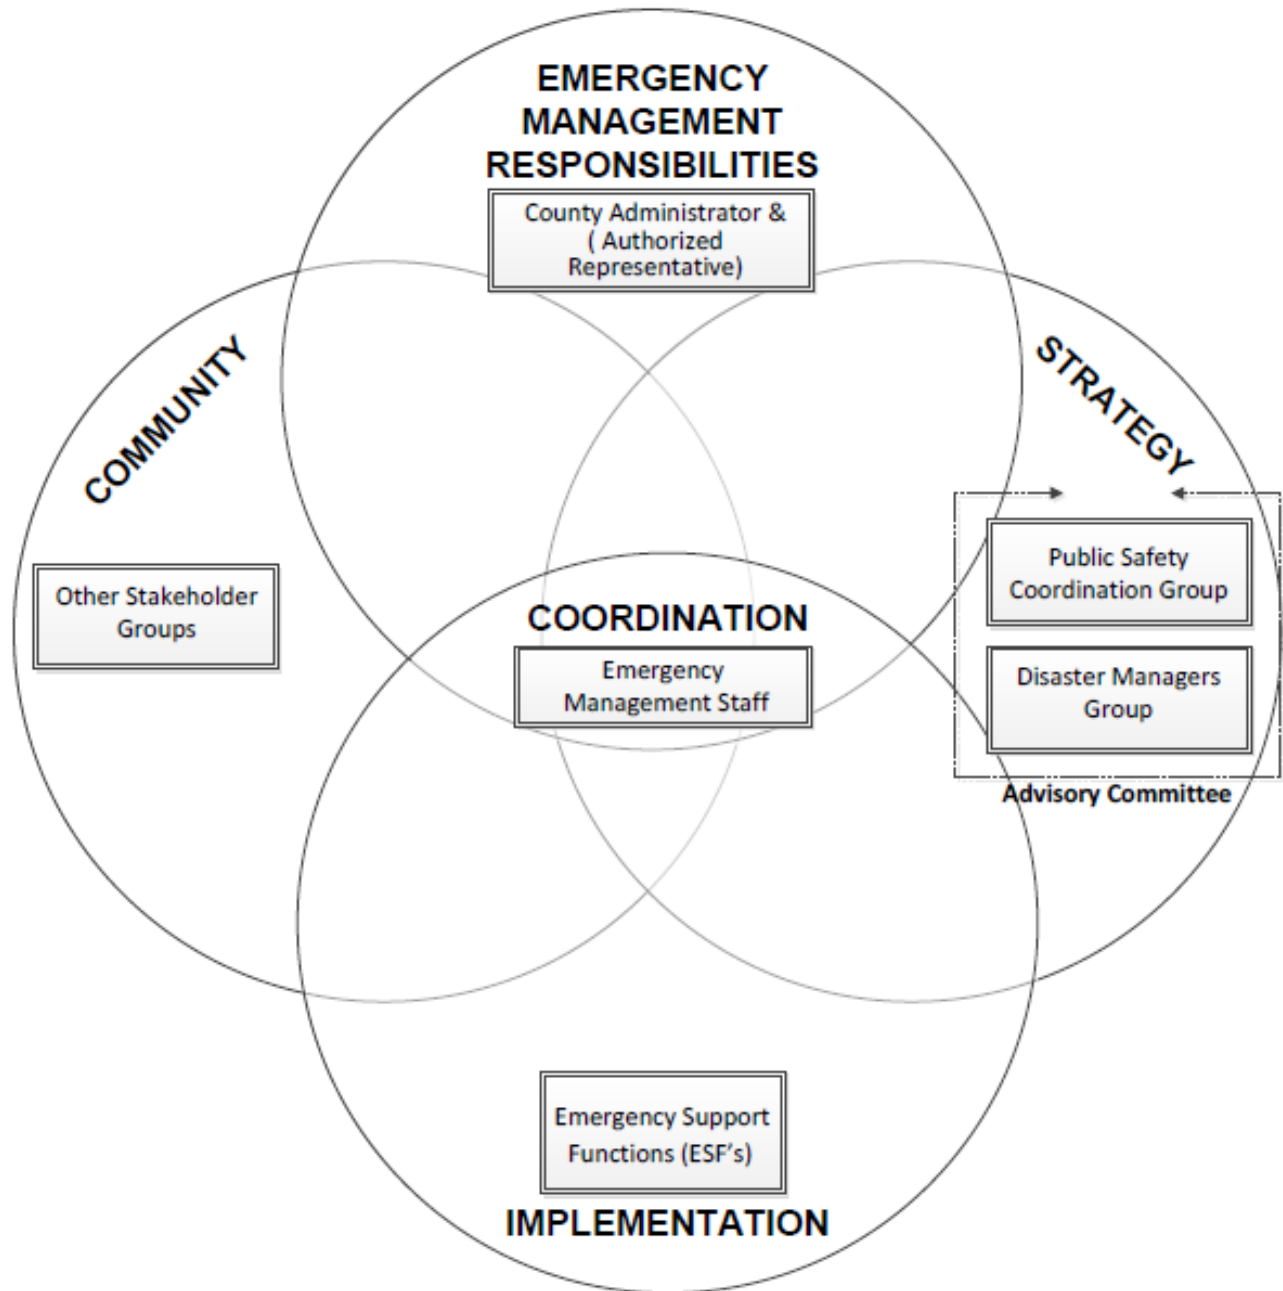 EMERGENCY
MANAGEMENT
RESPONSIBILITIES
County Administrator &
( Authorized
Representative)
COMMUNITY
STRATEGY
Other Stakeholder
Groups
Public Safety
Coordination Group
COORDINATION
Emergency
Management Staff
Disaster Managers
Group
Advisory Committee
Emergency Support
Functions (ESF's)
IMPLEMENTATION